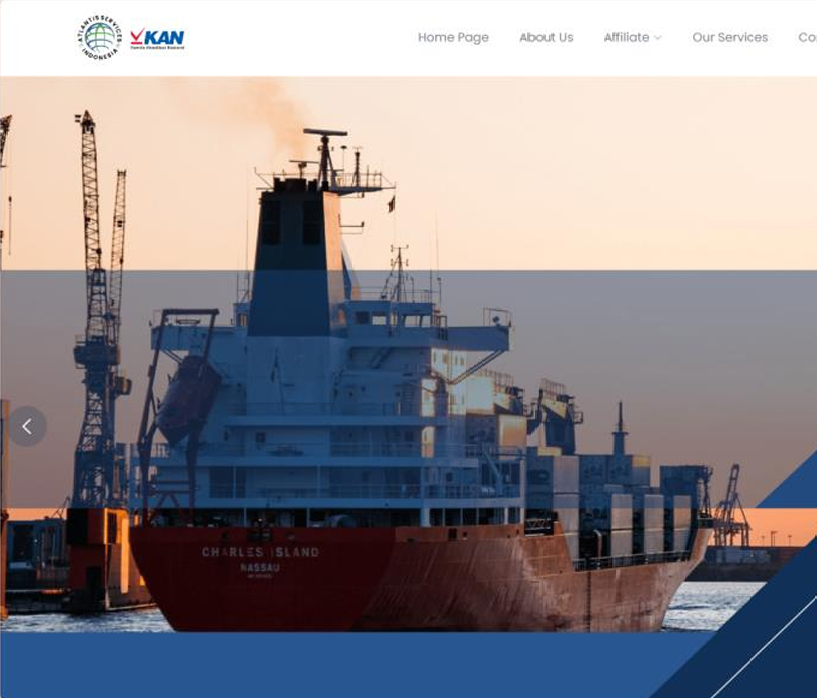 ATLANTIS SERVICES
INDONESIA
KAN
Komite Akreditasi Nasional
Home Page
About Us
Affiliate
Our Services
Co
CHARLES ISLAND
NASSAU